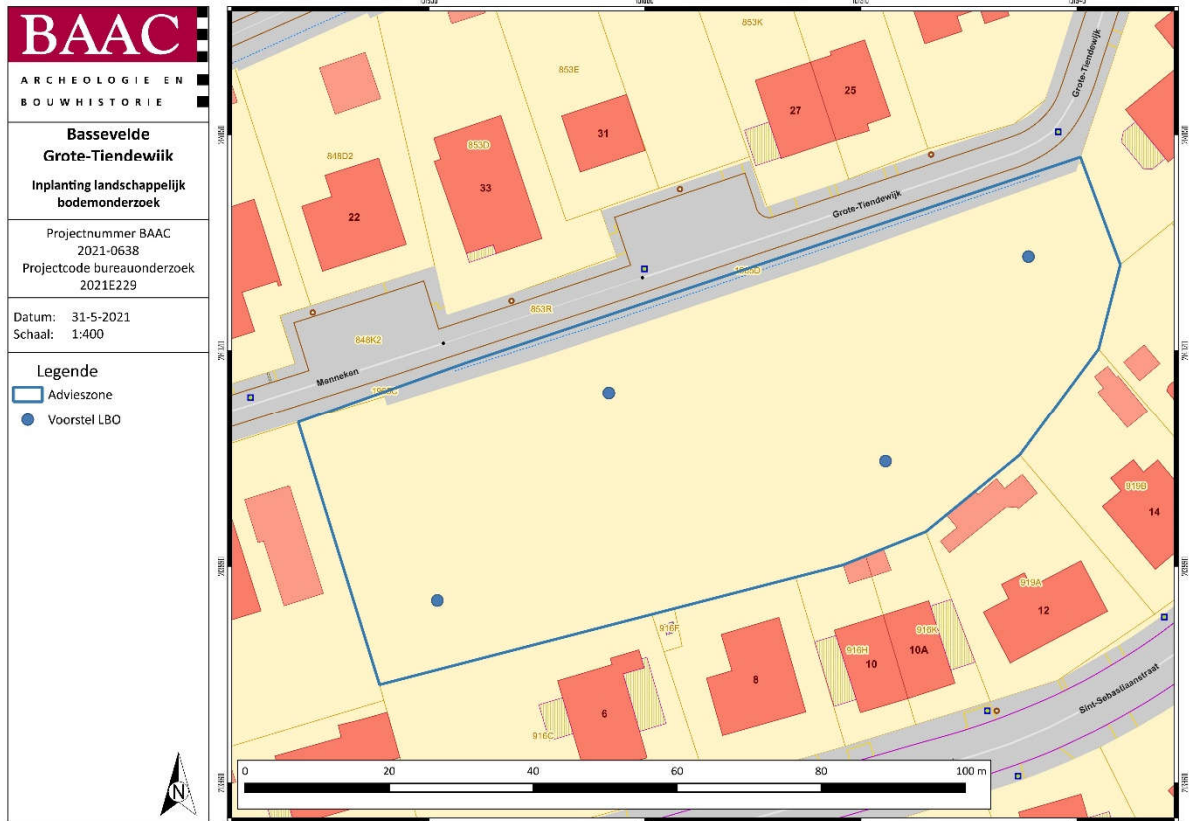 BAAC
ARCHEOLOGIE EN
BOUWHISTORIE
Bassevelde
Grote-Tiendewijk
Inplanting landschappelijk
bodemonderzoek
Projectnummer BAAC
2021-0638
Projectcode bureauonderzoek
2021E229
Datum: 31-5-2021
Schaal: 1:400
Legende
Advieszone
Voorstel LBO
N
853K
853E
848D2
853D
31
27
25
33
22
Grote-Tiendewijk
Grote-Tiendewijk
853R
848K2
Manneken
919B
14
919A
12
916F
916H
916K
10
10A
8
6
916C
Sint-Sebastiaanstraat
0 20 40 60 80 100 m